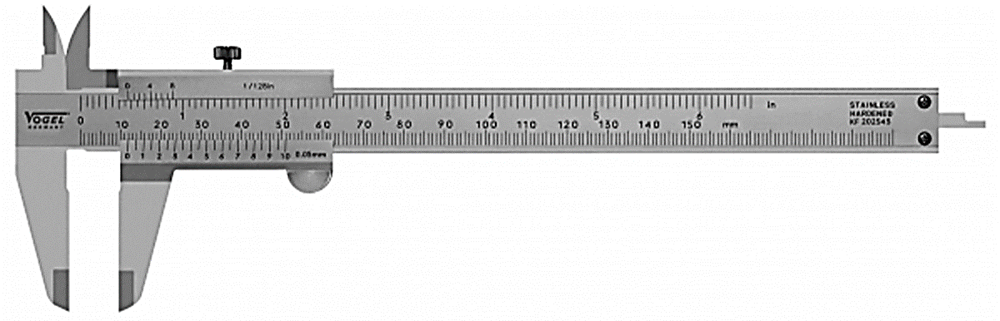 0 4 8 1/128in
VOGEL
GERMANY
1 2 3 4 5 6 in
0 10 20 30 40 50 60 70 80 90 100 110 120 130 140 150 mm
STAINLESS
HARDENED
KF 202545
0 1 2 3 4 5 6 7 8 9 10 0.05mm